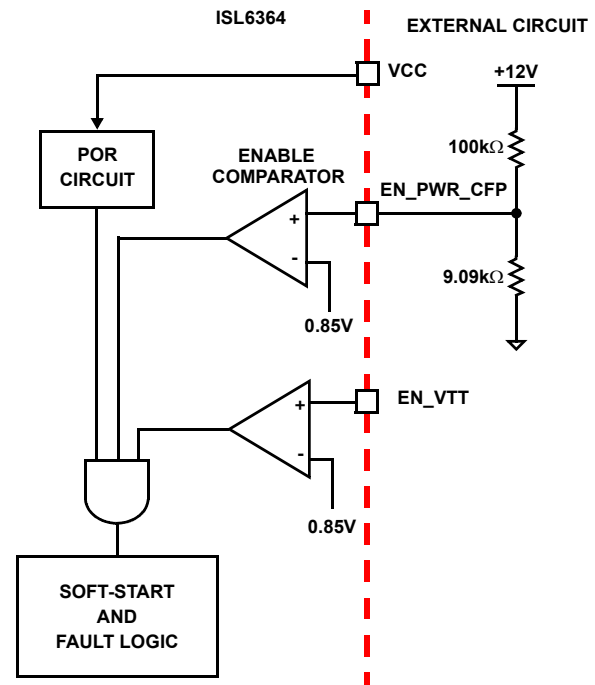 ISL6364
EXTERNAL CIRCUIT
VCC
+12V
POR
CIRCUIT
100kΩ
ENABLE
COMPARATOR
EN_PWR_CFP
+
-
9.09kΩ
0.85V
EN_VTT
+
-
0.85V
SOFT-START
AND
FAULT LOGIC